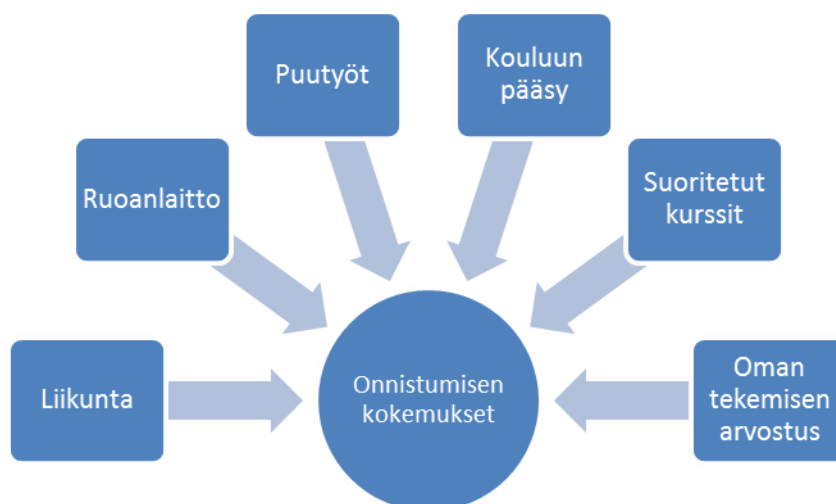 Puutyöt
Kouluun
pääsy
Ruoanlaitto
Suoritetut
kurssit
Liikunta
Onnistumisen
kokemukset
Oman
tekemisen
arvostus